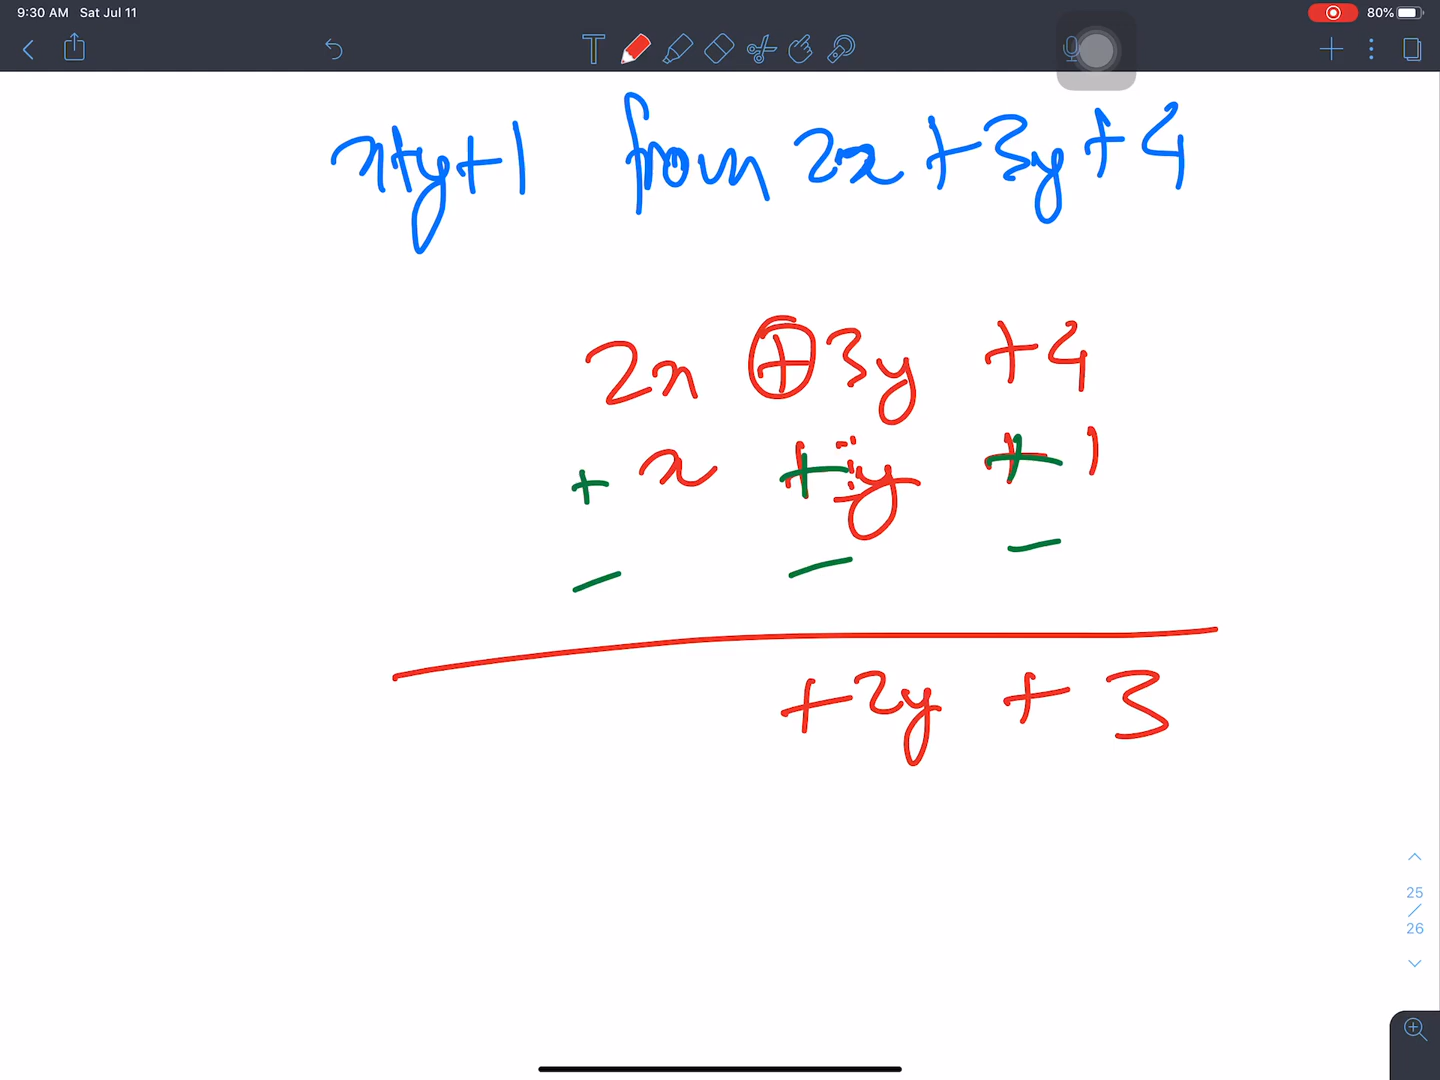 9:30 AM Sat Jul 11 80%
T
x+y+1 from 2x+3y+4
2x + 3y + 4
+ x + y + 1
− − −
+2y + 3
25
/
26